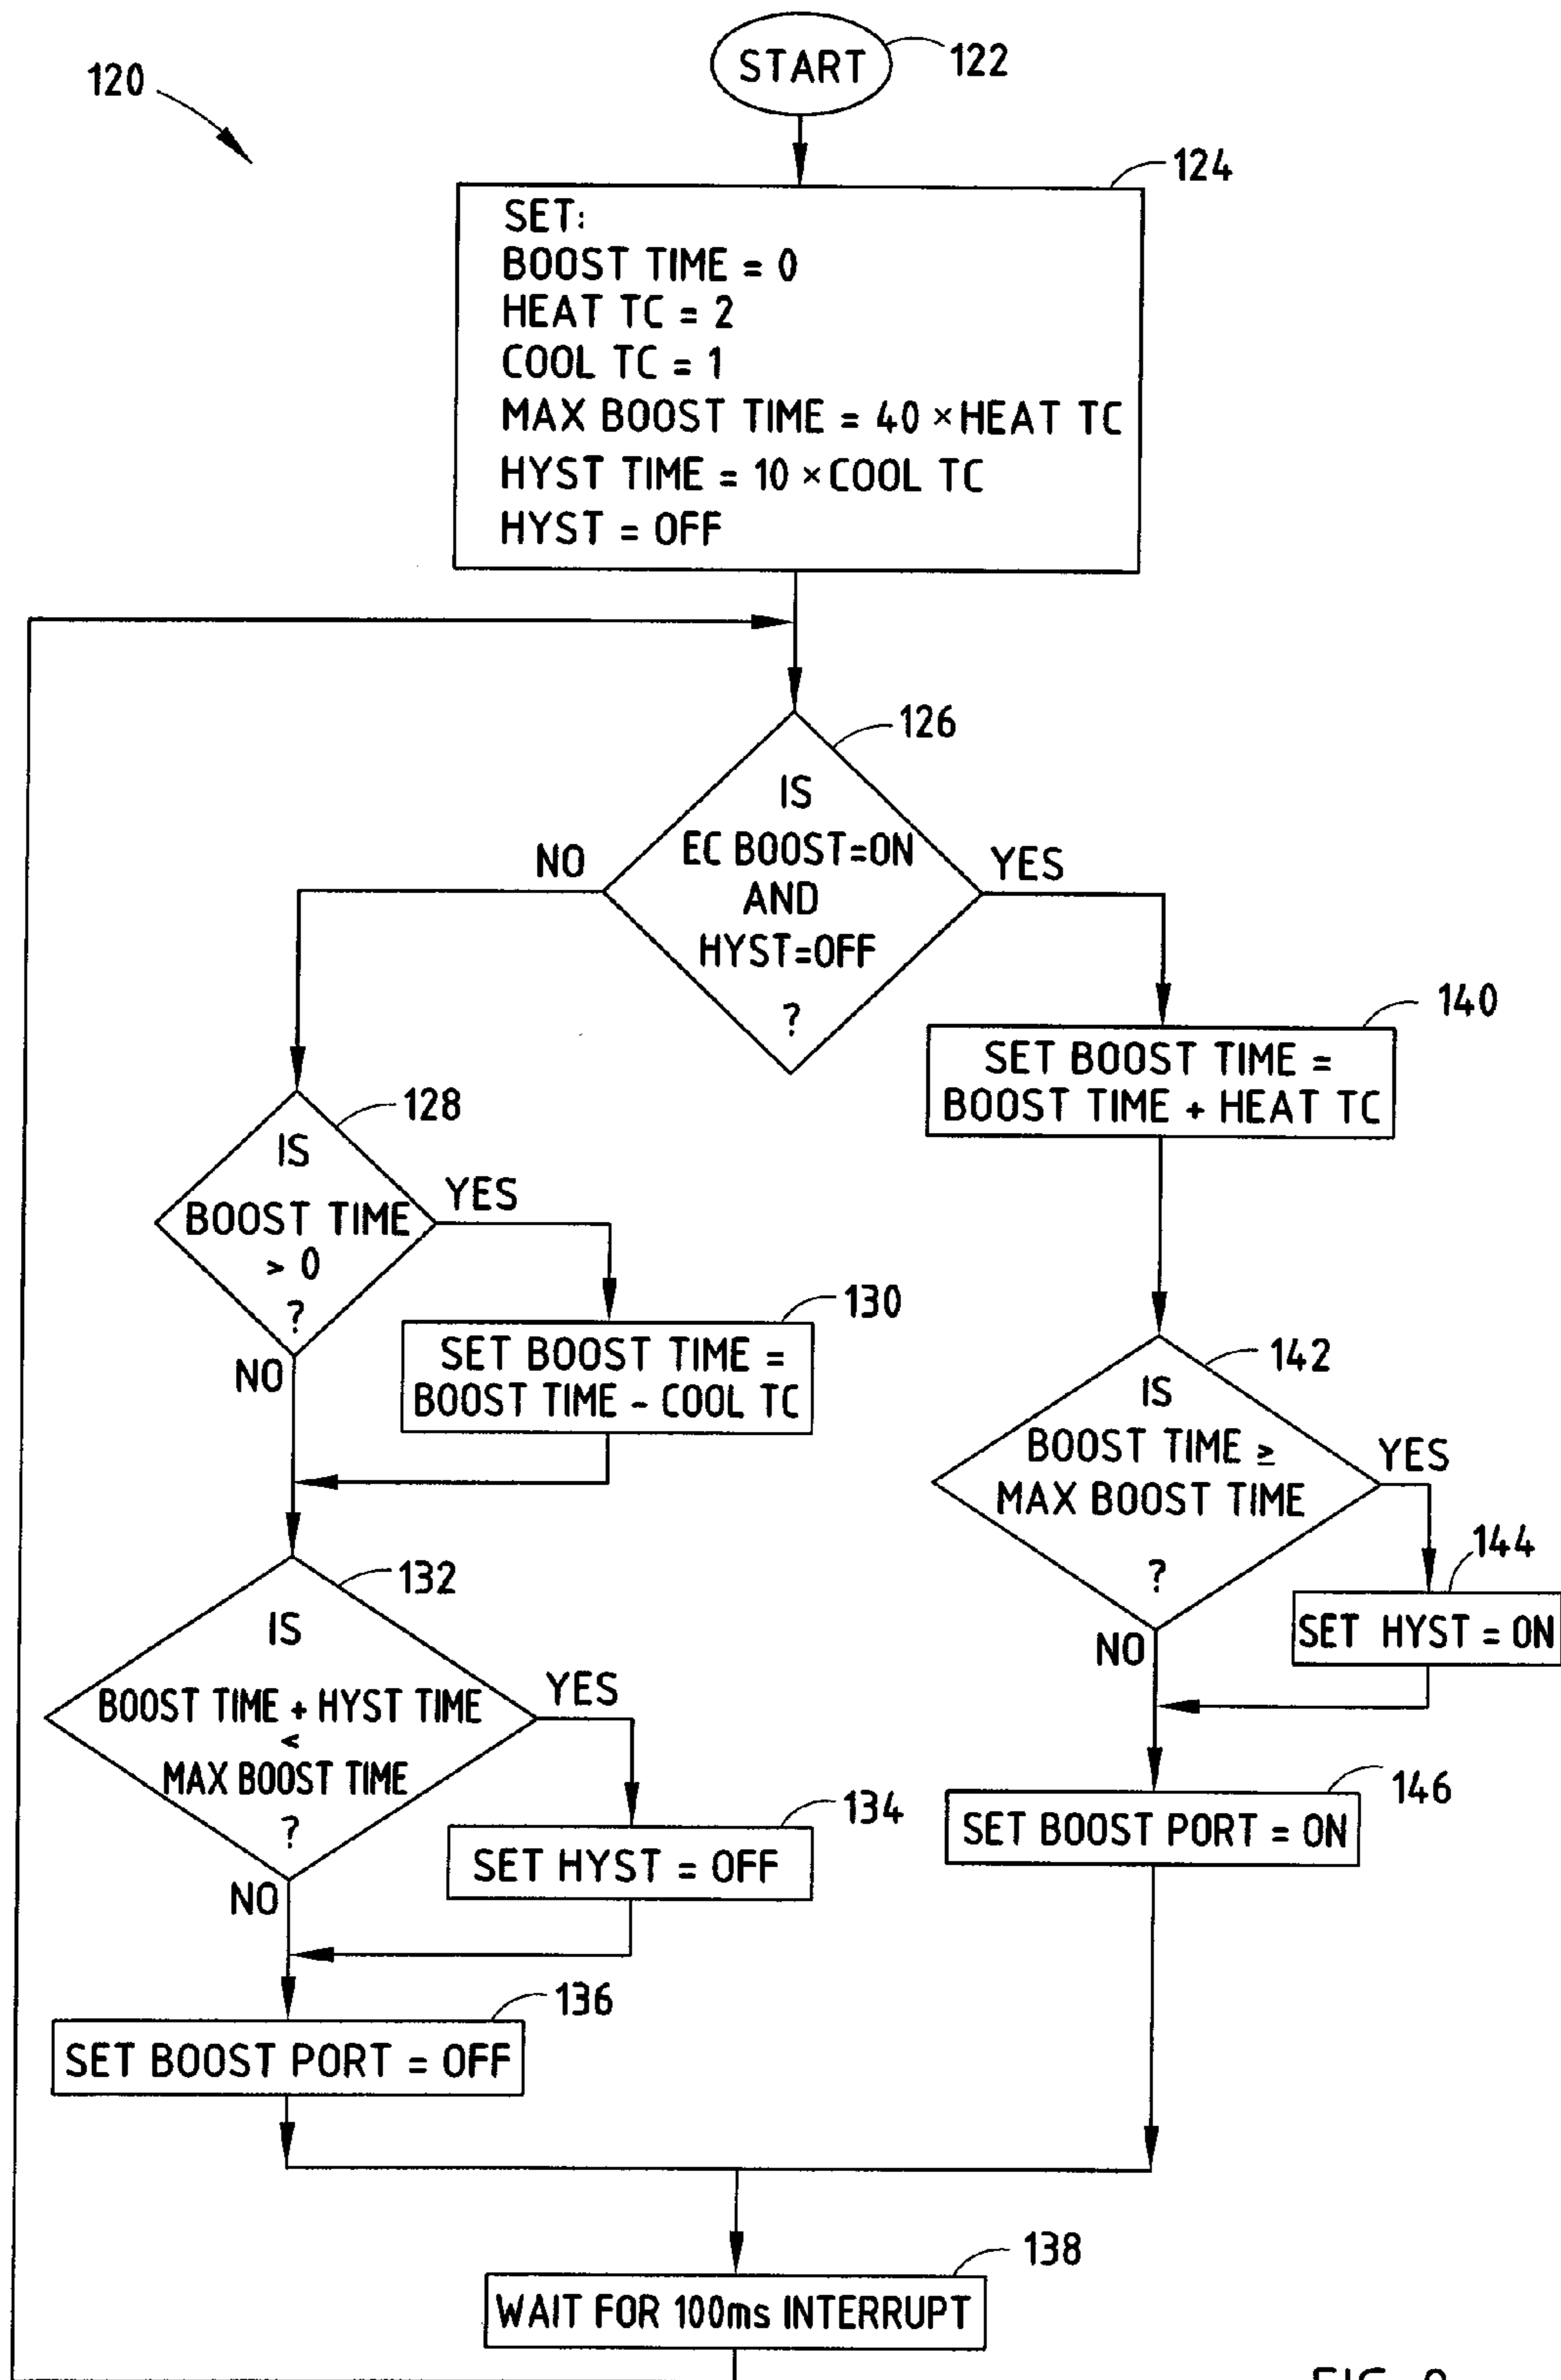 120
START
122
124
SET:
BOOST TIME = 0
HEAT TC = 2
COOL TC = 1
MAX BOOST TIME = 40 × HEAT TC
HYST TIME = 10 × COOL TC
HYST = OFF
126
IS
EC BOOST=ON
AND
HYST=OFF
?
NO
YES
140
SET BOOST TIME =
BOOST TIME + HEAT TC
128
IS
BOOST TIME
> 0
?
YES
NO
130
SET BOOST TIME =
BOOST TIME - COOL TC
142
IS
BOOST TIME ≥
MAX BOOST TIME
?
YES
NO
144
SET HYST = ON
132
IS
BOOST TIME + HYST TIME
<
MAX BOOST TIME
?
YES
NO
134
SET HYST = OFF
146
SET BOOST PORT = ON
136
SET BOOST PORT = OFF
138
WAIT FOR 100ms INTERRUPT